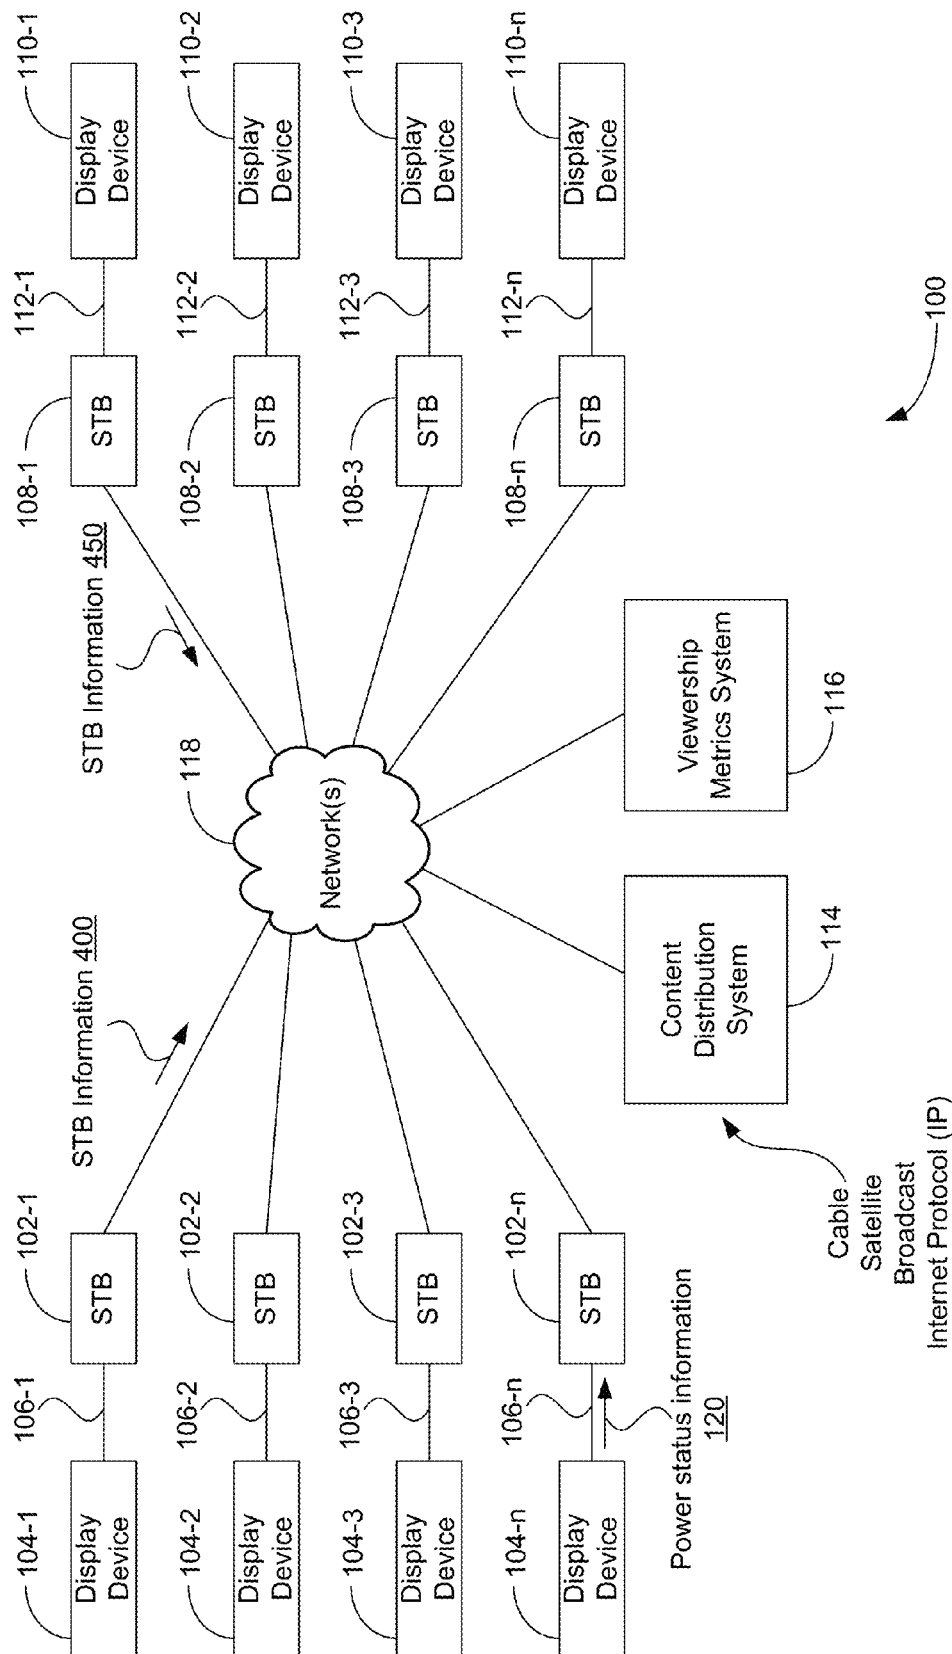 104-1
106-1
102-1
STB Information 400
118
STB Information 450
108-1
112-1
110-1
Display
Device
STB
STB
Display
Device
104-2
106-2
102-2
108-2
112-2
110-2
Display
Device
STB
Network(s)
STB
Display
Device
104-3
106-3
102-3
108-3
112-3
110-3
Display
Device
STB
STB
Display
Device
104-n
106-n
102-n
108-n
112-n
110-n
Display
Device
STB
STB
Display
Device
Power status information
120
Content
Distribution
System
114
Viewership
Metrics System
116
Cable
Satellite
Broadcast
Internet Protocol (IP)
100